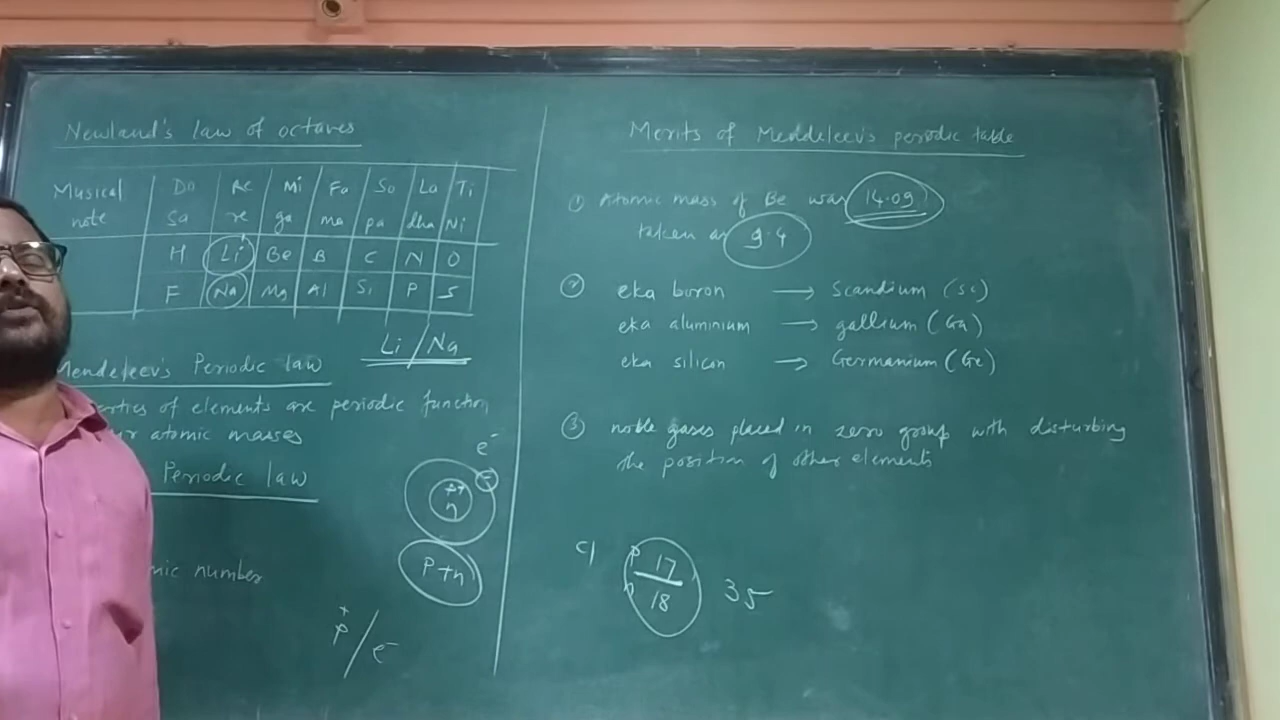 Newland's law of octaves
Musical note Do Re Mi Fa So La Ti
Sa re ga ma pa dha Ni
H Li Be B C N O
F Na Mg Al Si P S
Li / Na
Mendeleev's Periodic law
erties of elements are periodic function
r atomic masses
Periodic law
mic number
e⁻
p+
n
p+n
p⁺/e⁻
Merits of Mendeleev's periodic table
① Atomic mass of Be was 14.09
taken as 9.4
② eka boron → Scandium (Sc)
eka aluminium → gallium (Ga)
eka silicon → Germanium (Ge)
③ noble gases placed in zero group with disturbing
the position of other elements
Cl p 17
n 18 35